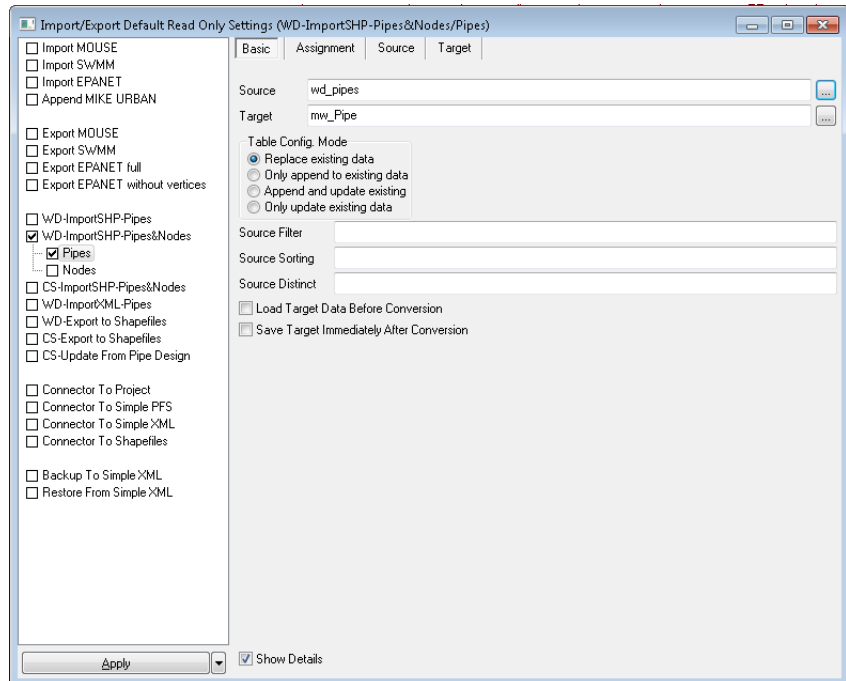 Import/Export Default Read Only Settings (WD-ImportSHP-Pipes&Nodes/Pipes)
Import MOUSE
Import SWMM
Import EPANET
Append MIKE URBAN
Export MOUSE
Export SWMM
Export EPANET full
Export EPANET without vertices
WD-ImportSHP-Pipes
WD-ImportSHP-Pipes&Nodes
Pipes
Nodes
CS-ImportSHP-Pipes&Nodes
WD-ImportXML-Pipes
WD-Export to Shapefiles
CS-Export to Shapefiles
CS-Update From Pipe Design
Connector To Project
Connector To Simple PFS
Connector To Simple XML
Connector To Shapefiles
Backup To Simple XML
Restore From Simple XML
Apply
Basic Assignment Source Target
Source wd_pipes ...
Target mw_Pipe ...
Table Config. Mode
Replace existing data
Only append to existing data
Append and update existing
Only update existing data
Source Filter
Source Sorting
Source Distinct
Load Target Data Before Conversion
Save Target Immediately After Conversion
Show Details